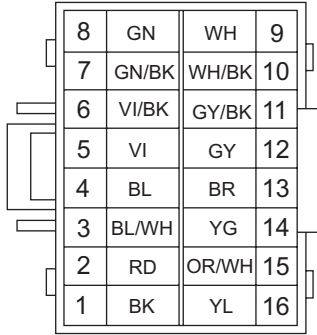 8 GN WH 9
7 GN/BK WH/BK 10
6 VI/BK GY/BK 11
5 VI GY 12
4 BL BR 13
3 BL/WH YG 14
2 RD OR/WH 15
1 BK YL 16